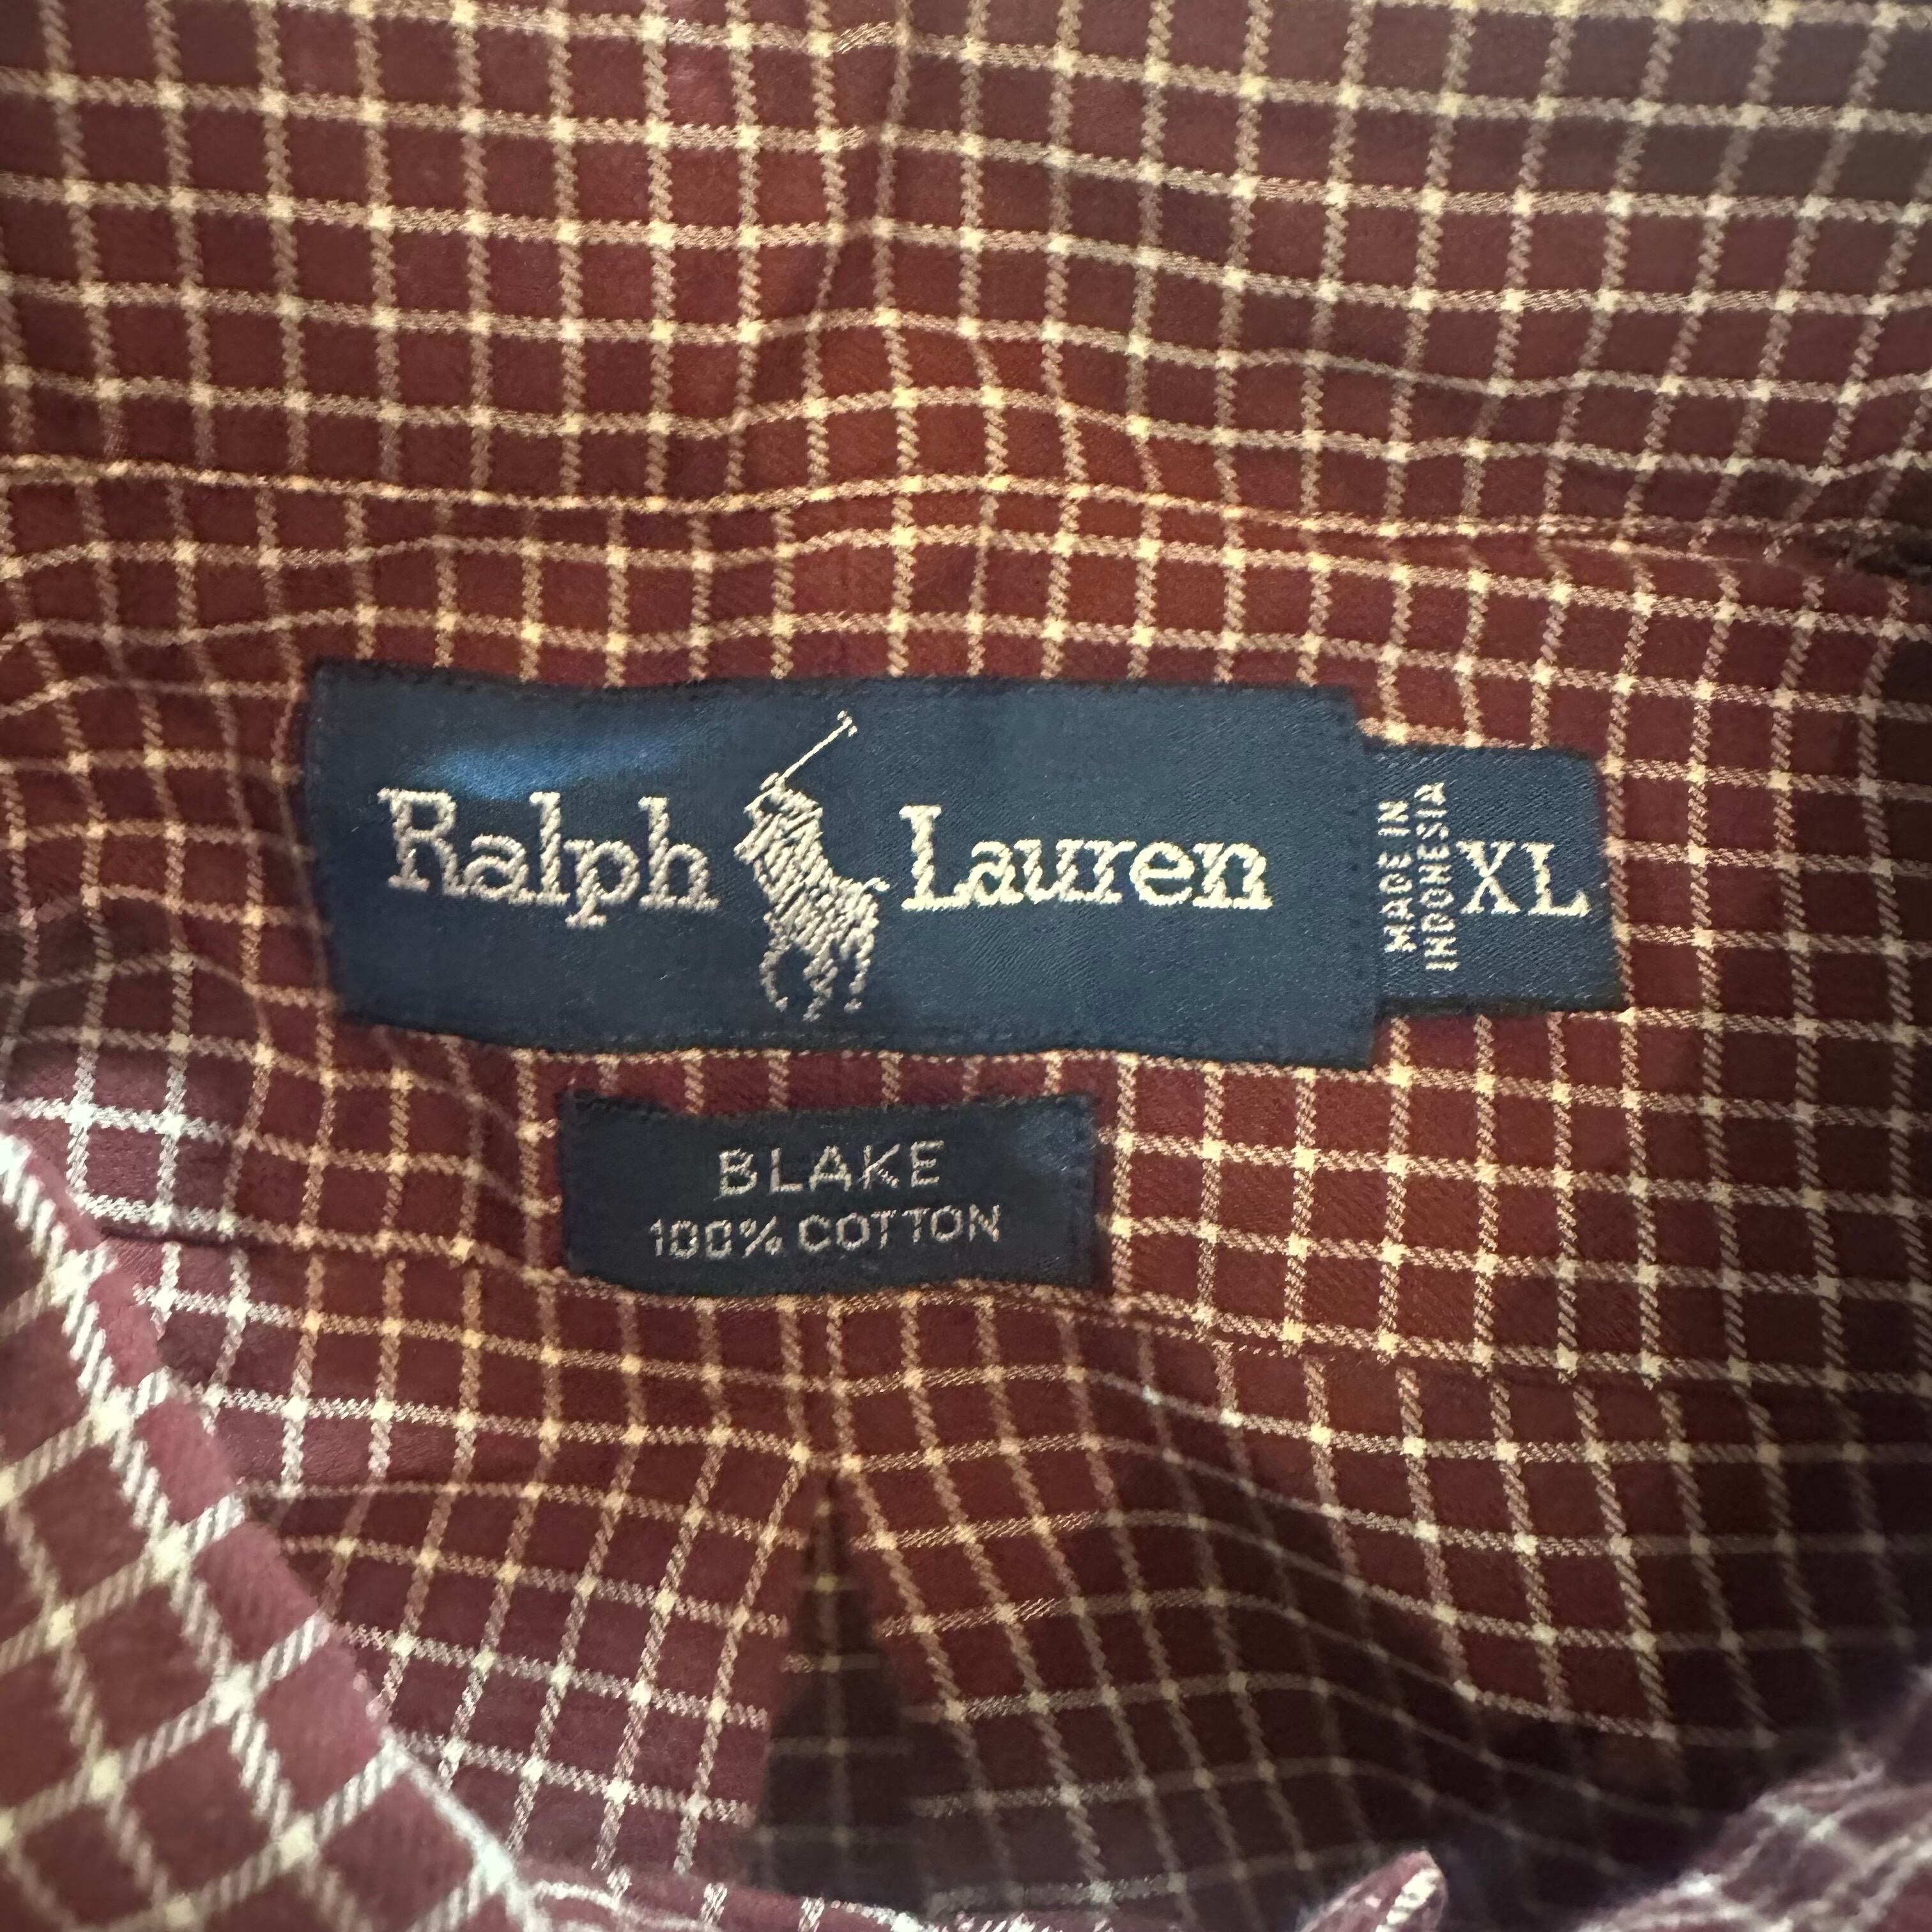 Ralph Lauren
MADE IN
INDONESIA
XL
BLAKE
100% COTTON